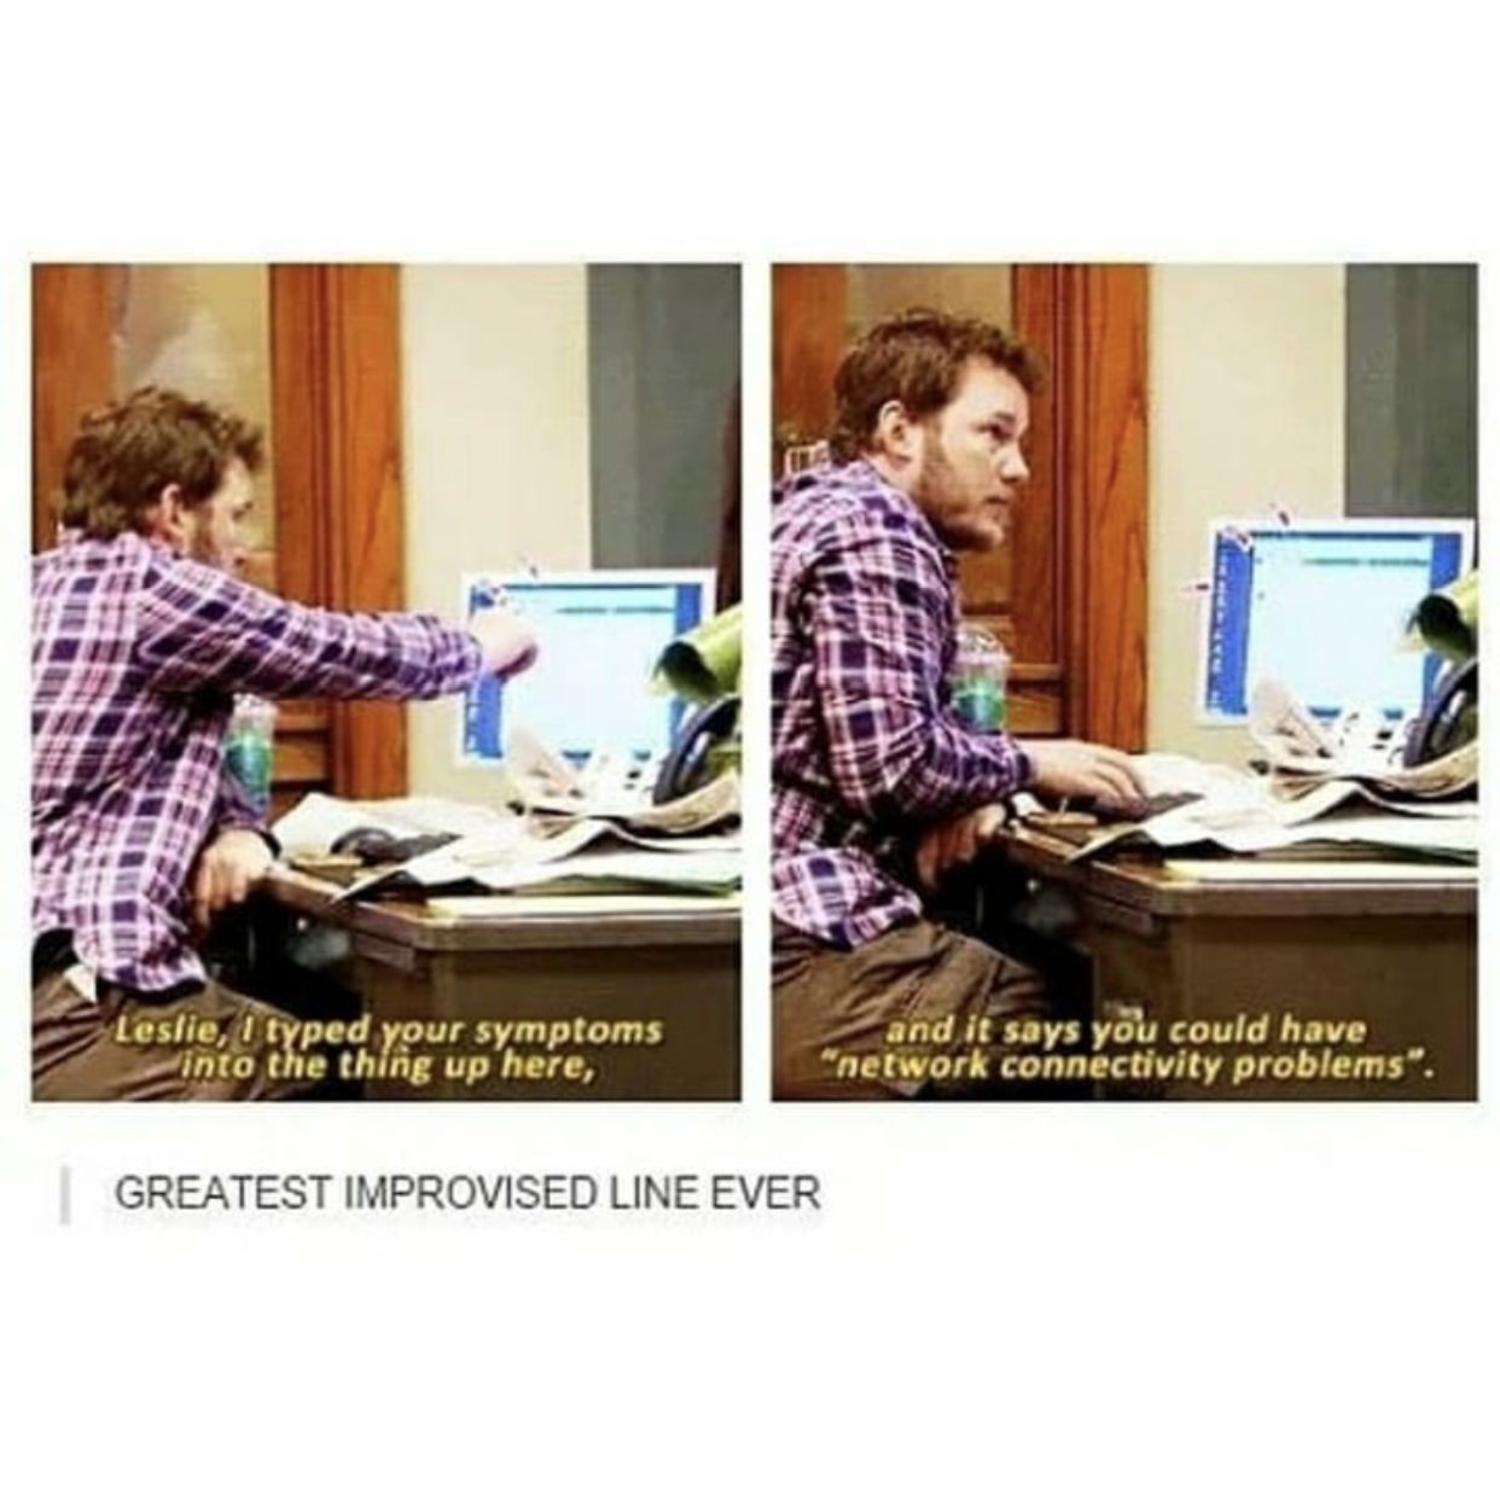 Leslie, I typed your symptoms
into the thing up here,
and it says you could have
"network connectivity problems".
GREATEST IMPROVISED LINE EVER